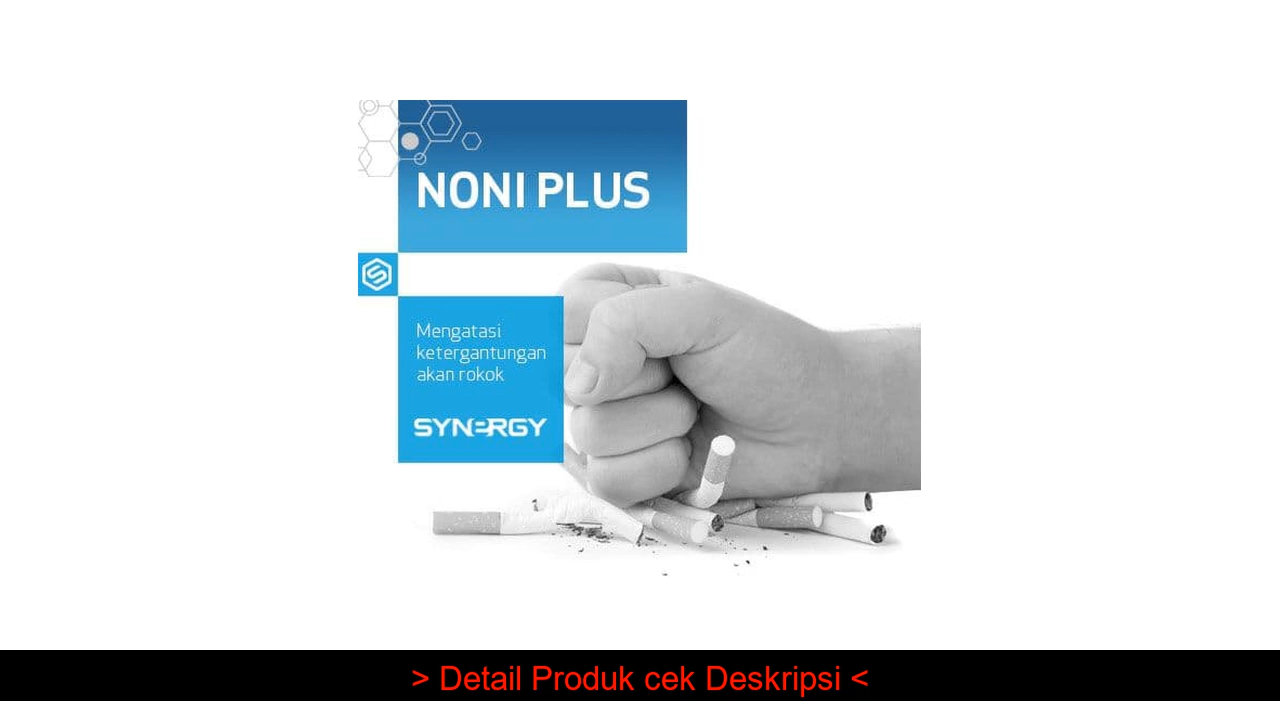 NONI PLUS
Mengatasi
ketergantungan
akan rokok
SYNERGY
> Detail Produk cek Deskripsi <